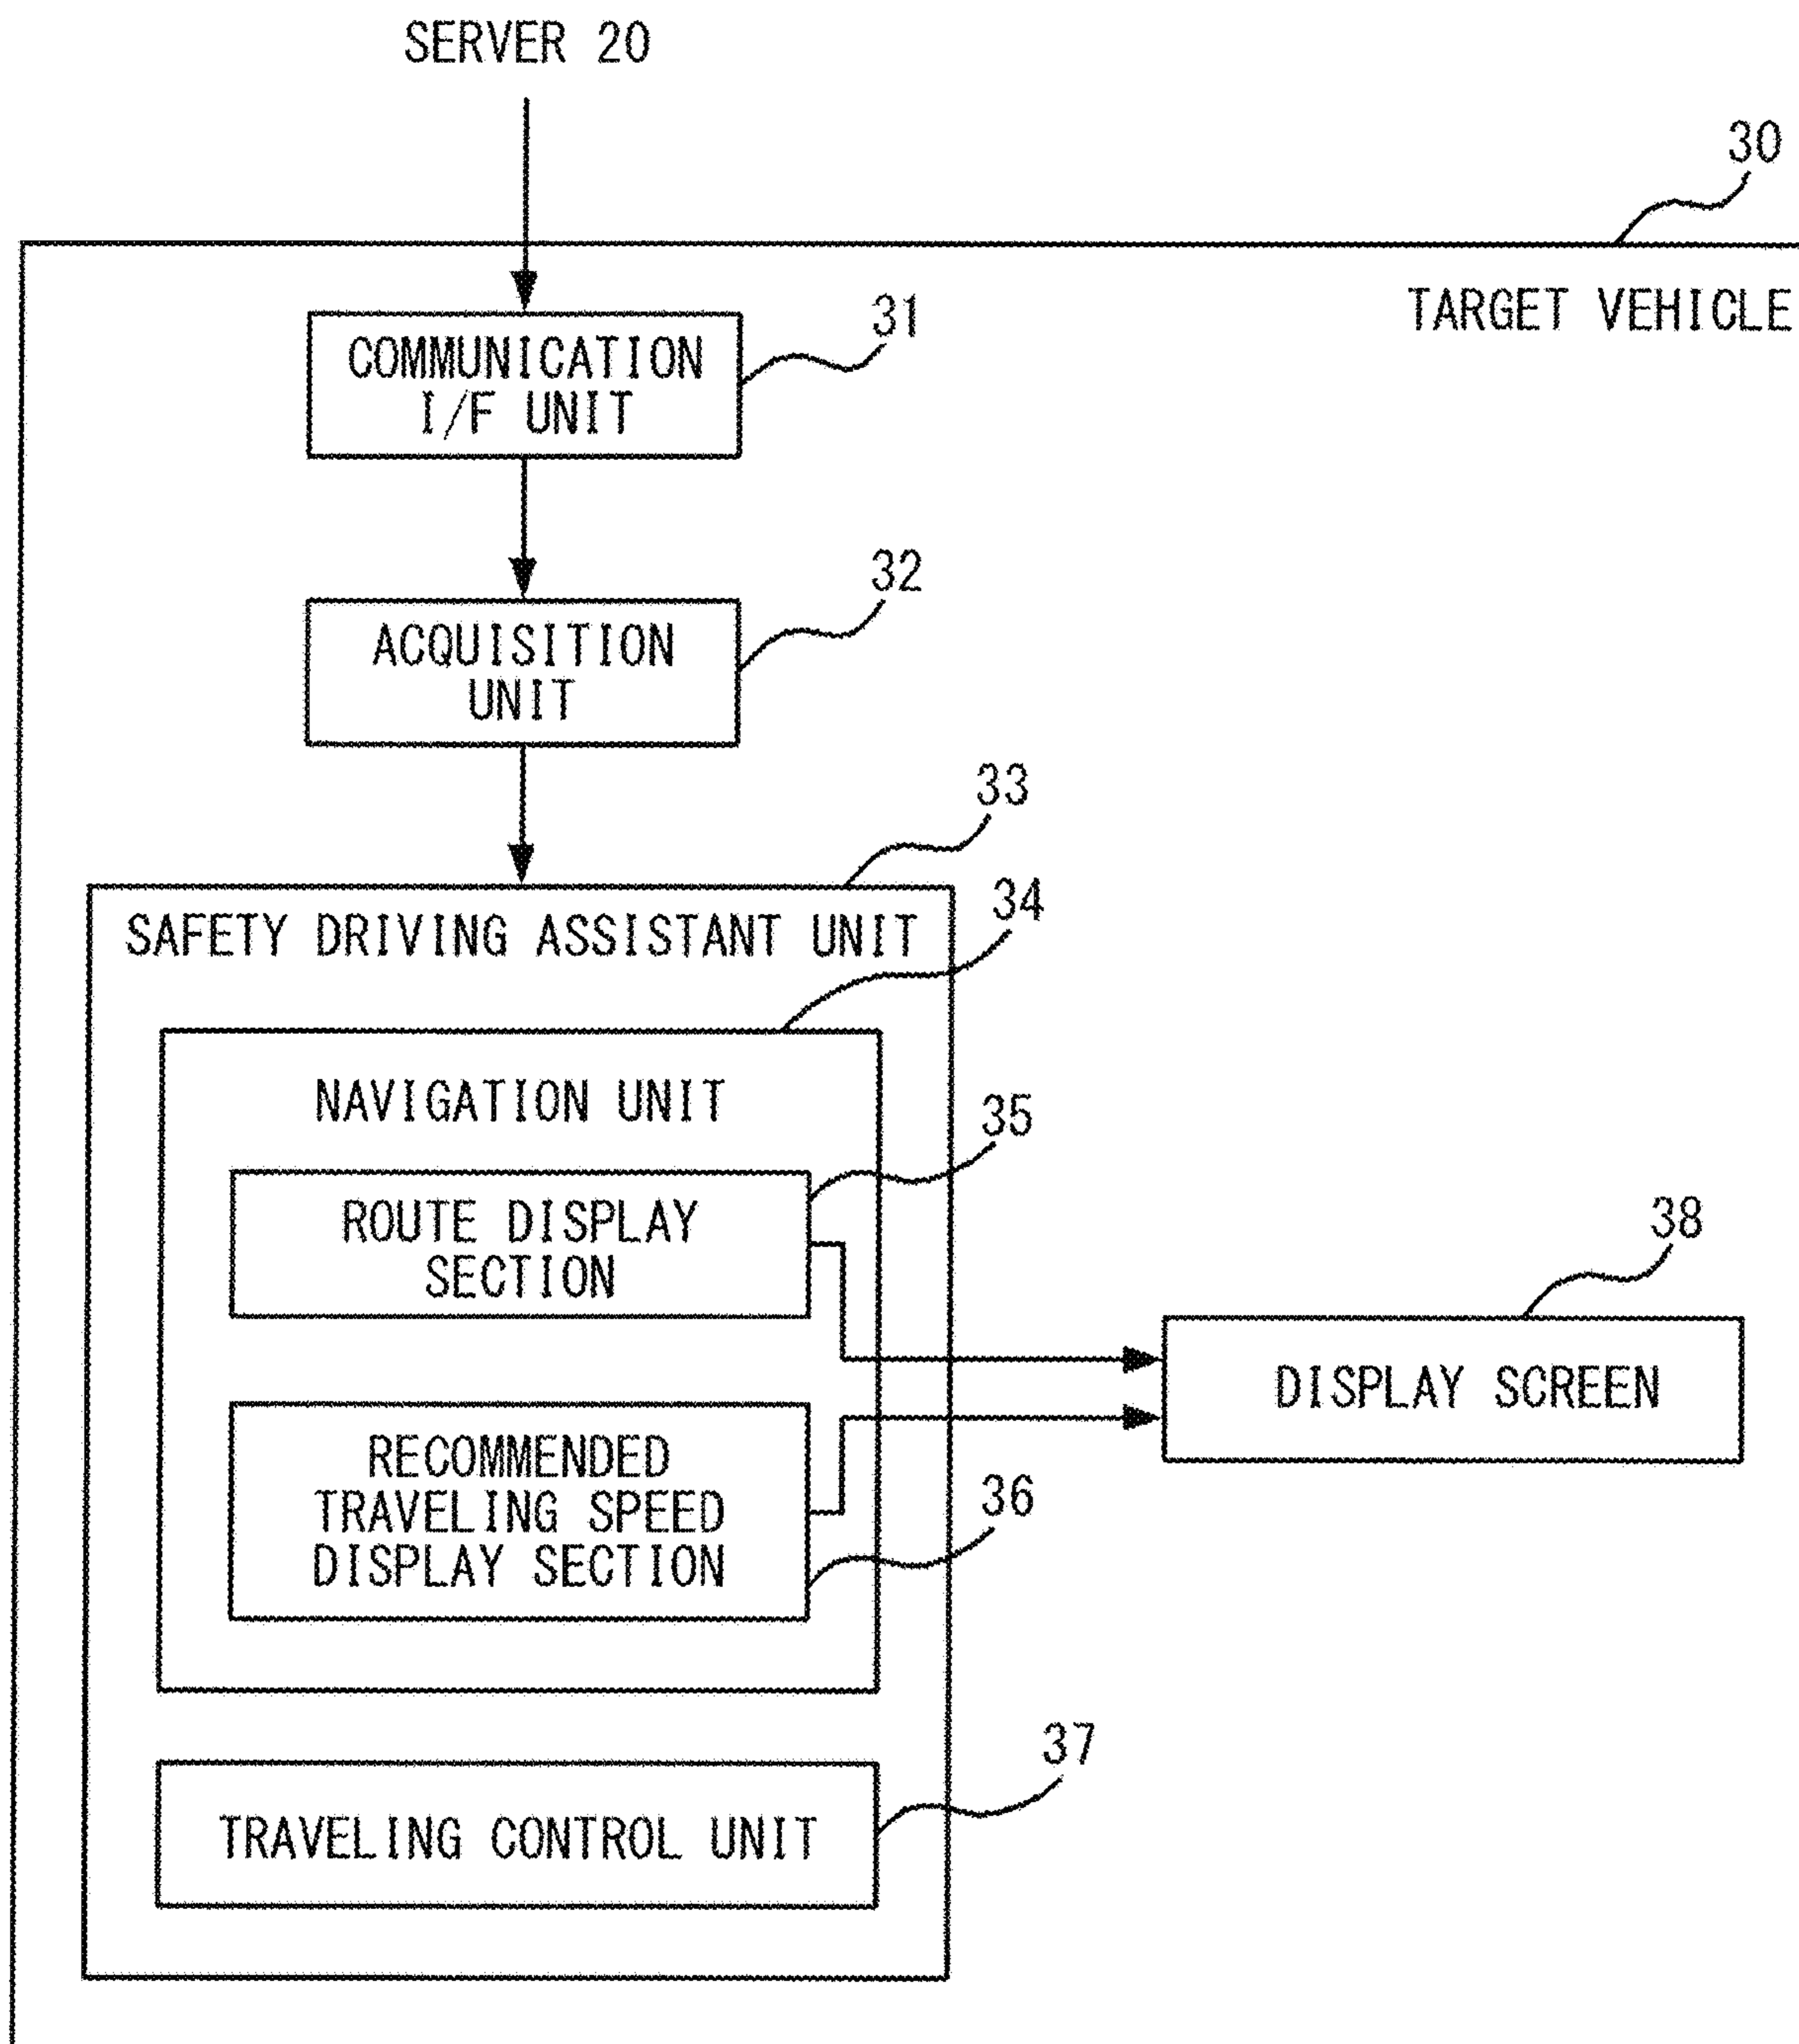 SERVER 20
30
TARGET VEHICLE
31
COMMUNICATION
I/F UNIT
32
ACQUISITION
UNIT
33
SAFETY DRIVING ASSISTANT UNIT
34
NAVIGATION UNIT
35
ROUTE DISPLAY
SECTION
38
DISPLAY SCREEN
RECOMMENDED
TRAVELING SPEED
DISPLAY SECTION
36
37
TRAVELING CONTROL UNIT